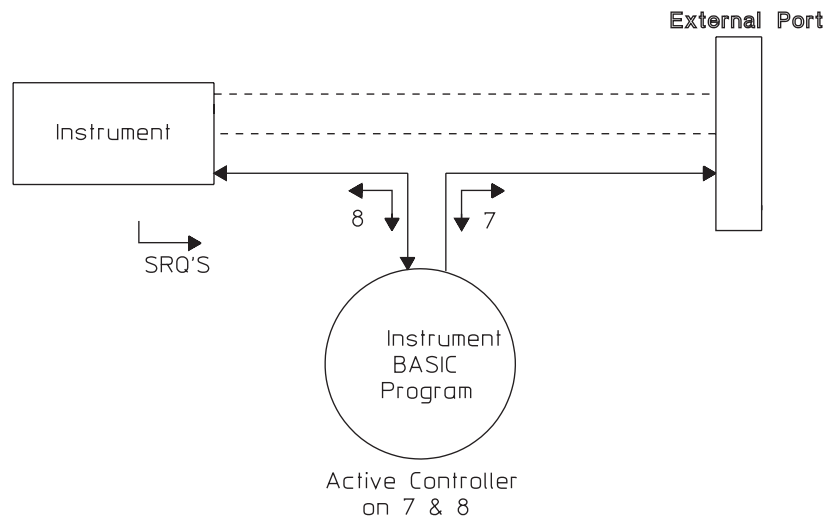 External Port
Instrument
8
7
SRQ'S
Instrument
BASIC
Program
Active Controller
on 7 & 8